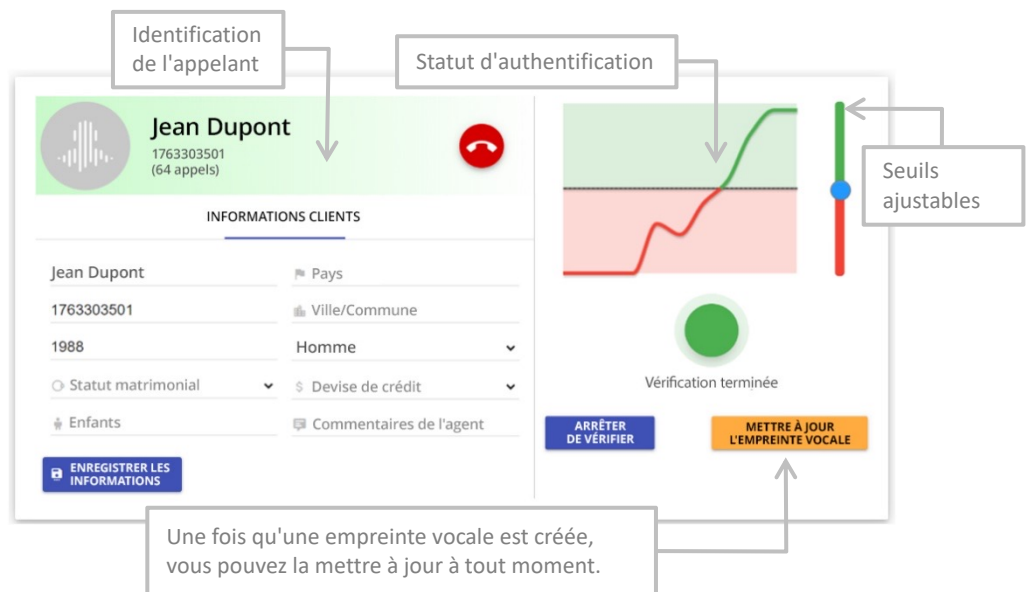 Identification
de l'appelant
Statut d'authentification
Jean Dupont
1763303501
(64 appels)
Seuils
ajustables
INFORMATIONS CLIENTS
Jean Dupont
Pays
1763303501
Ville/Commune
1988
Homme
Statut matrimonial
$ Devise de crédit
Enfants
Commentaires de l'agent
ENREGISTRER LES
INFORMATIONS
Vérification terminée
ARRÊTER
DE VÉRIFIER
METTRE À JOUR
L'EMPREINTE VOCALE
Une fois qu'une empreinte vocale est créée,
vous pouvez la mettre à jour à tout moment.